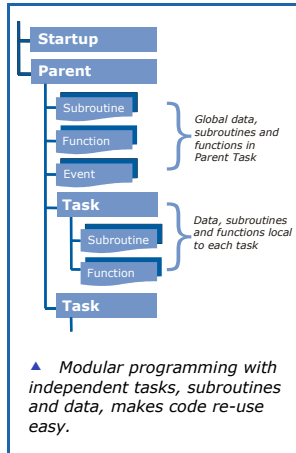 Startup
Parent
Subroutine
Function
Event
Global data,
subroutines and
functions in
Parent Task
Task
Subroutine
Function
Data, subroutines
and functions local
to each task
Task
▲ Modular programming with
independent tasks, subroutines
and data, makes code re-use
easy.